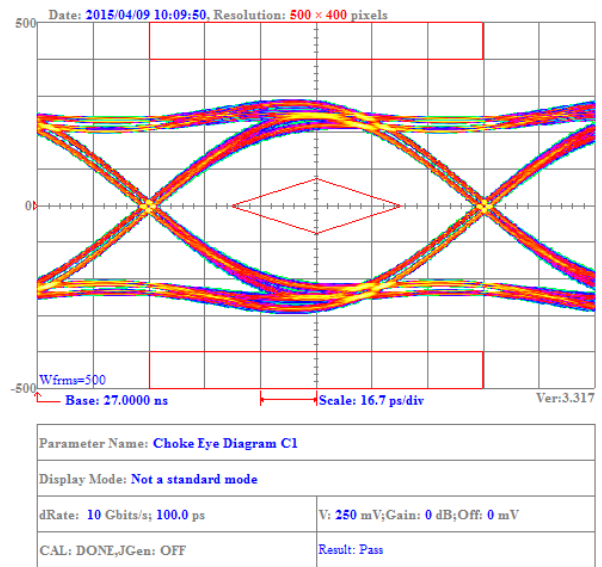 Date: 2015/04/09 10:09:50, Resolution: 500 × 400 pixels
500
0
-500
Wfrms=500
Base: 27.0000 ns
Scale: 16.7 ps/div
Ver:3.317
Parameter Name: Choke Eye Diagram C1
Display Mode: Not a standard mode
dRate: 10 Gbits/s; 100.0 ps
V: 250 mV;Gain: 0 dB;Off: 0 mV
CAL: DONE,JGen: OFF
Result: Pass